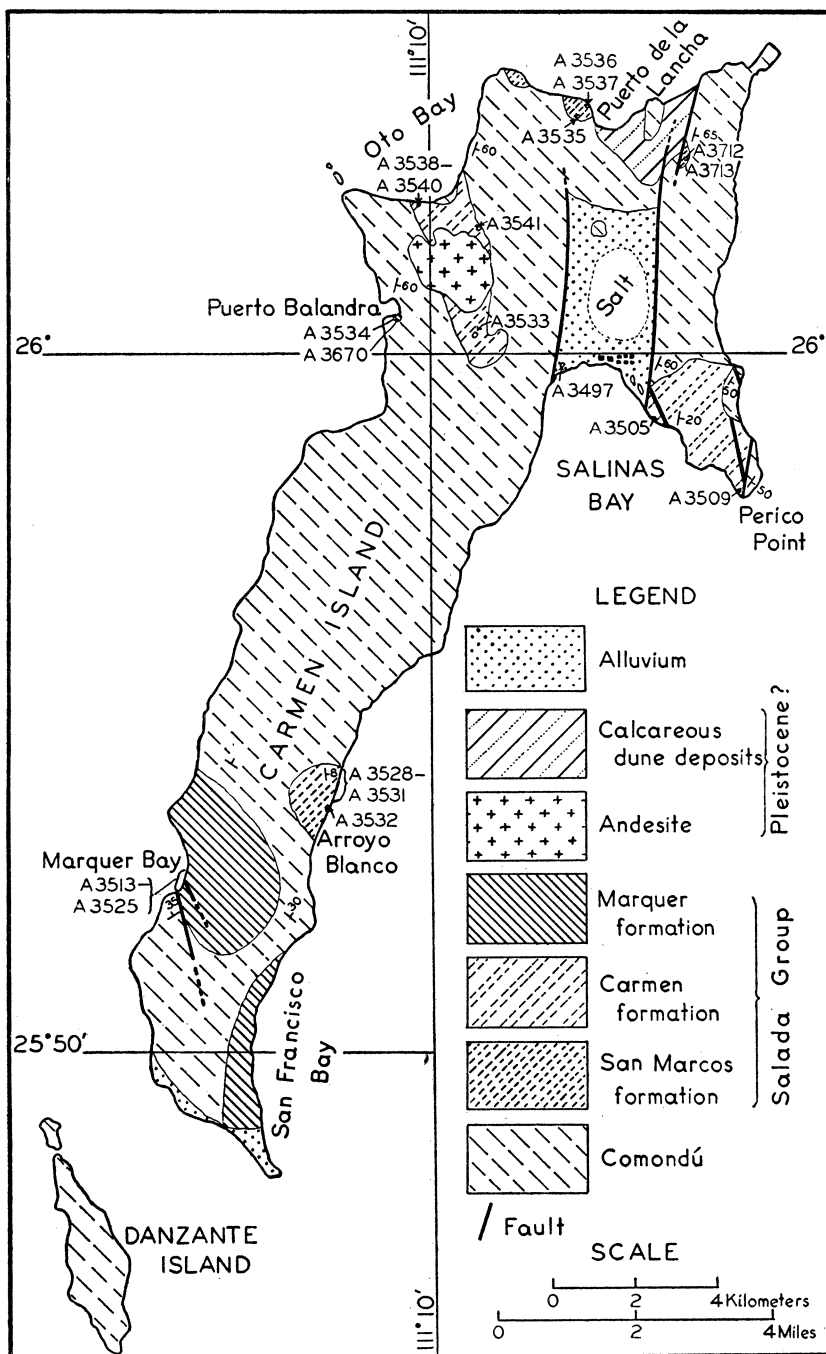 111°10'
A 3536
A 3537
Puerto de la
Lancha
A 3535
Oto Bay
60
65
A 3712
A 3713
A 3538–
A 3540
A 3541
60
Salt
Puerto Balandra
A 3534
A 3670
A 3533
26°
26°
A 3497
60
50
20
A 3505
SALINAS
BAY
A 3509
50
Perico
Point
CARMEN ISLAND
A 3528–
A 3531
A 3532
Arroyo
Blanco
Marquer Bay
A 3513–
A 3525
30
San Francisco
Bay
25°50'
DANZANTE
ISLAND
111°10'
LEGEND
Alluvium
Calcareous
dune deposits
Andesite
Pleistocene?
Marquer
formation
Carmen
formation
San Marcos
formation
Salada Group
Comondú
Fault
SCALE
0 2 4 Kilometers
0 2 4 Miles